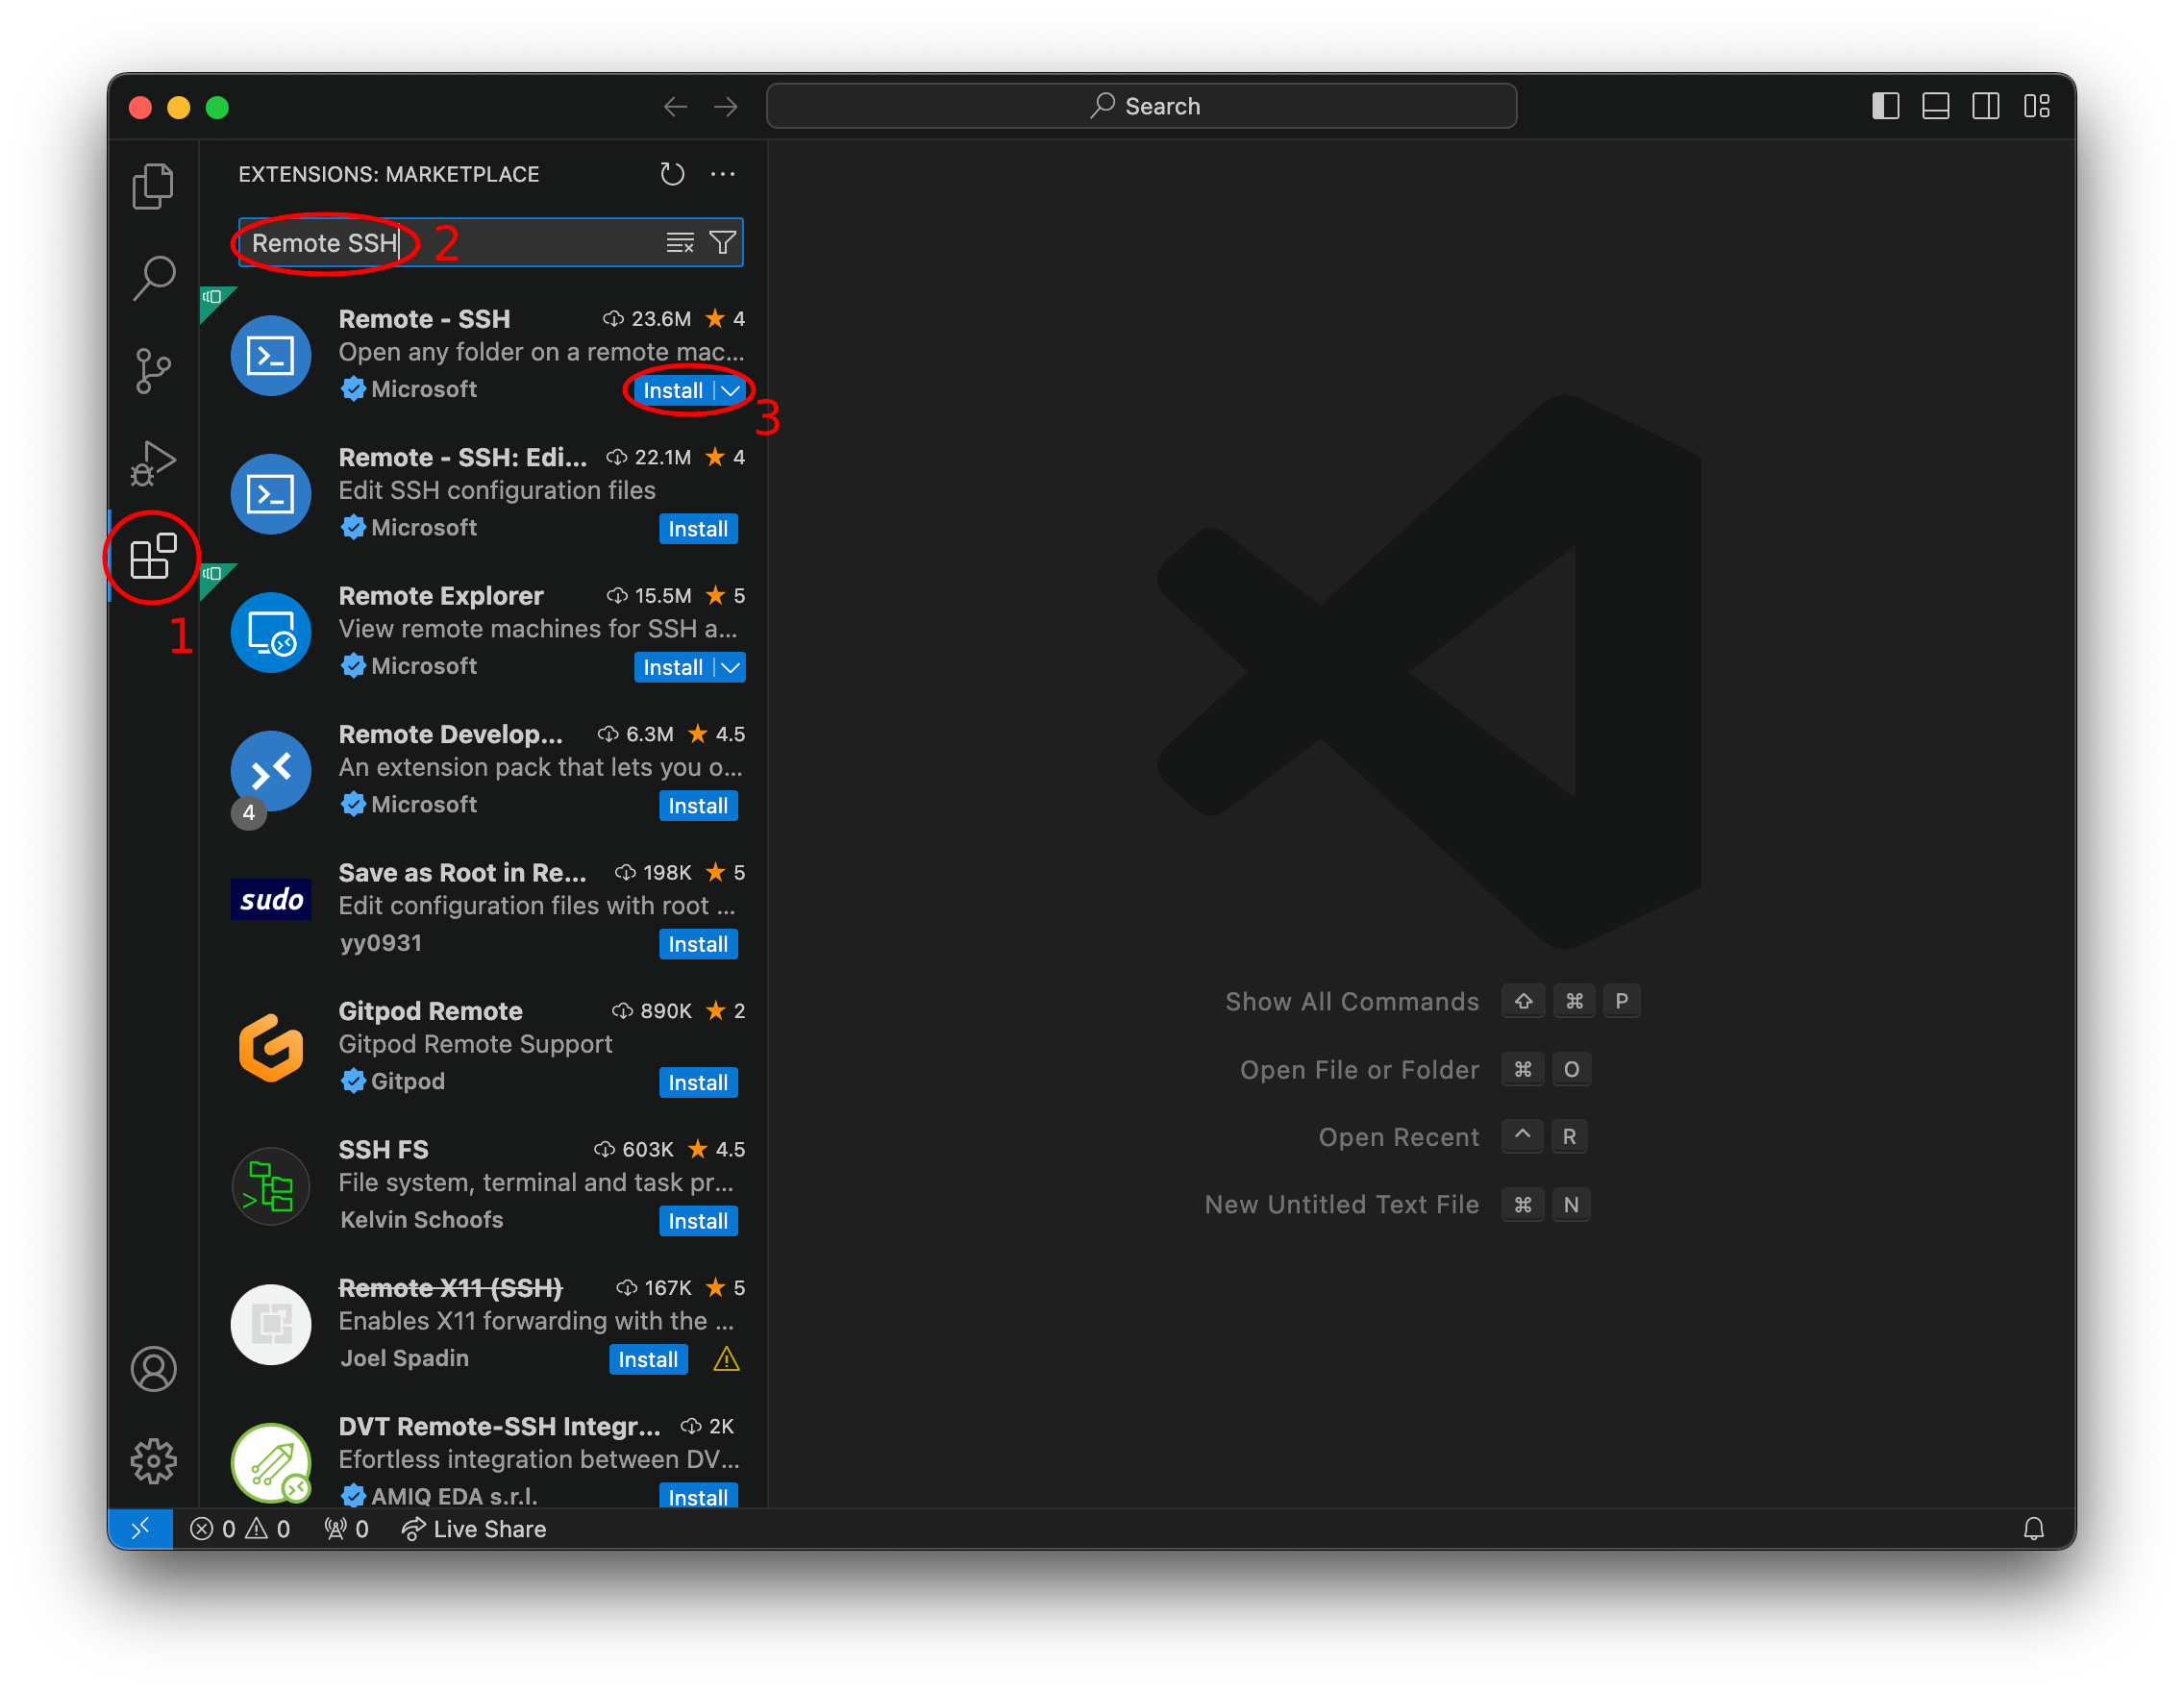 Search
EXTENSIONS: MARKETPLACE
Remote SSH 2
Remote - SSH 23.6M ★ 4
Open any folder on a remote mac...
Microsoft Install
3
Remote - SSH: Edi... 22.1M ★ 4
Edit SSH configuration files
Microsoft Install
1
Remote Explorer 15.5M ★ 5
View remote machines for SSH a...
Microsoft Install
Remote Develop... 6.3M ★ 4.5
An extension pack that lets you o...
4 Microsoft Install
Save as Root in Re... 198K ★ 5
sudo Edit configuration files with root ...
yy0931 Install
Gitpod Remote 890K ★ 2
Gitpod Remote Support
Gitpod Install
SSH FS 603K ★ 4.5
File system, terminal and task pr...
Kelvin Schoofs Install
Remote X11 (SSH) 167K ★ 5
Enables X11 forwarding with the ...
Joel Spadin Install
DVT Remote-SSH Integr... 2K
Efortless integration between DV...
AMIQ EDA s.r.l. Install
Show All Commands ⇧ ⌘ P
Open File or Folder ⌘ O
Open Recent ^ R
New Untitled Text File ⌘ N
0 0 0 Live Share